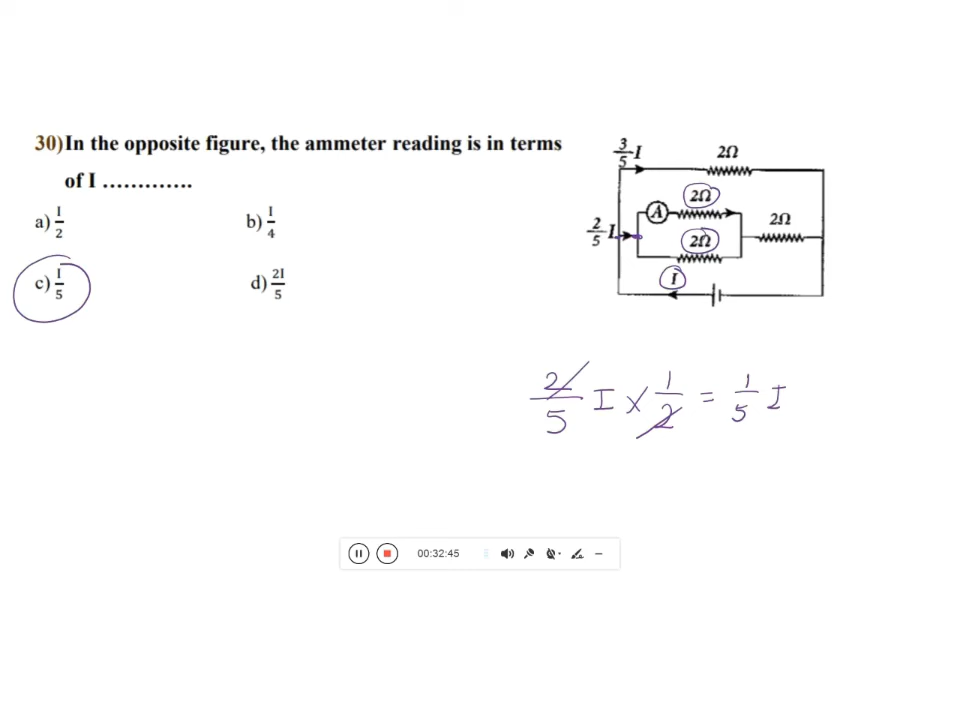 30)In the opposite figure, the ammeter reading is in terms
of I ………….
a) I/2
b) I/4
c) I/5
d) 2I/5
3/5 I
2Ω
2Ω
A
2Ω
2/5 I
2Ω
I
2/5 I × 1/2 = 1/5 I
00:32:45